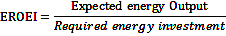 EROEI = Expected energy Output
Required energy investment